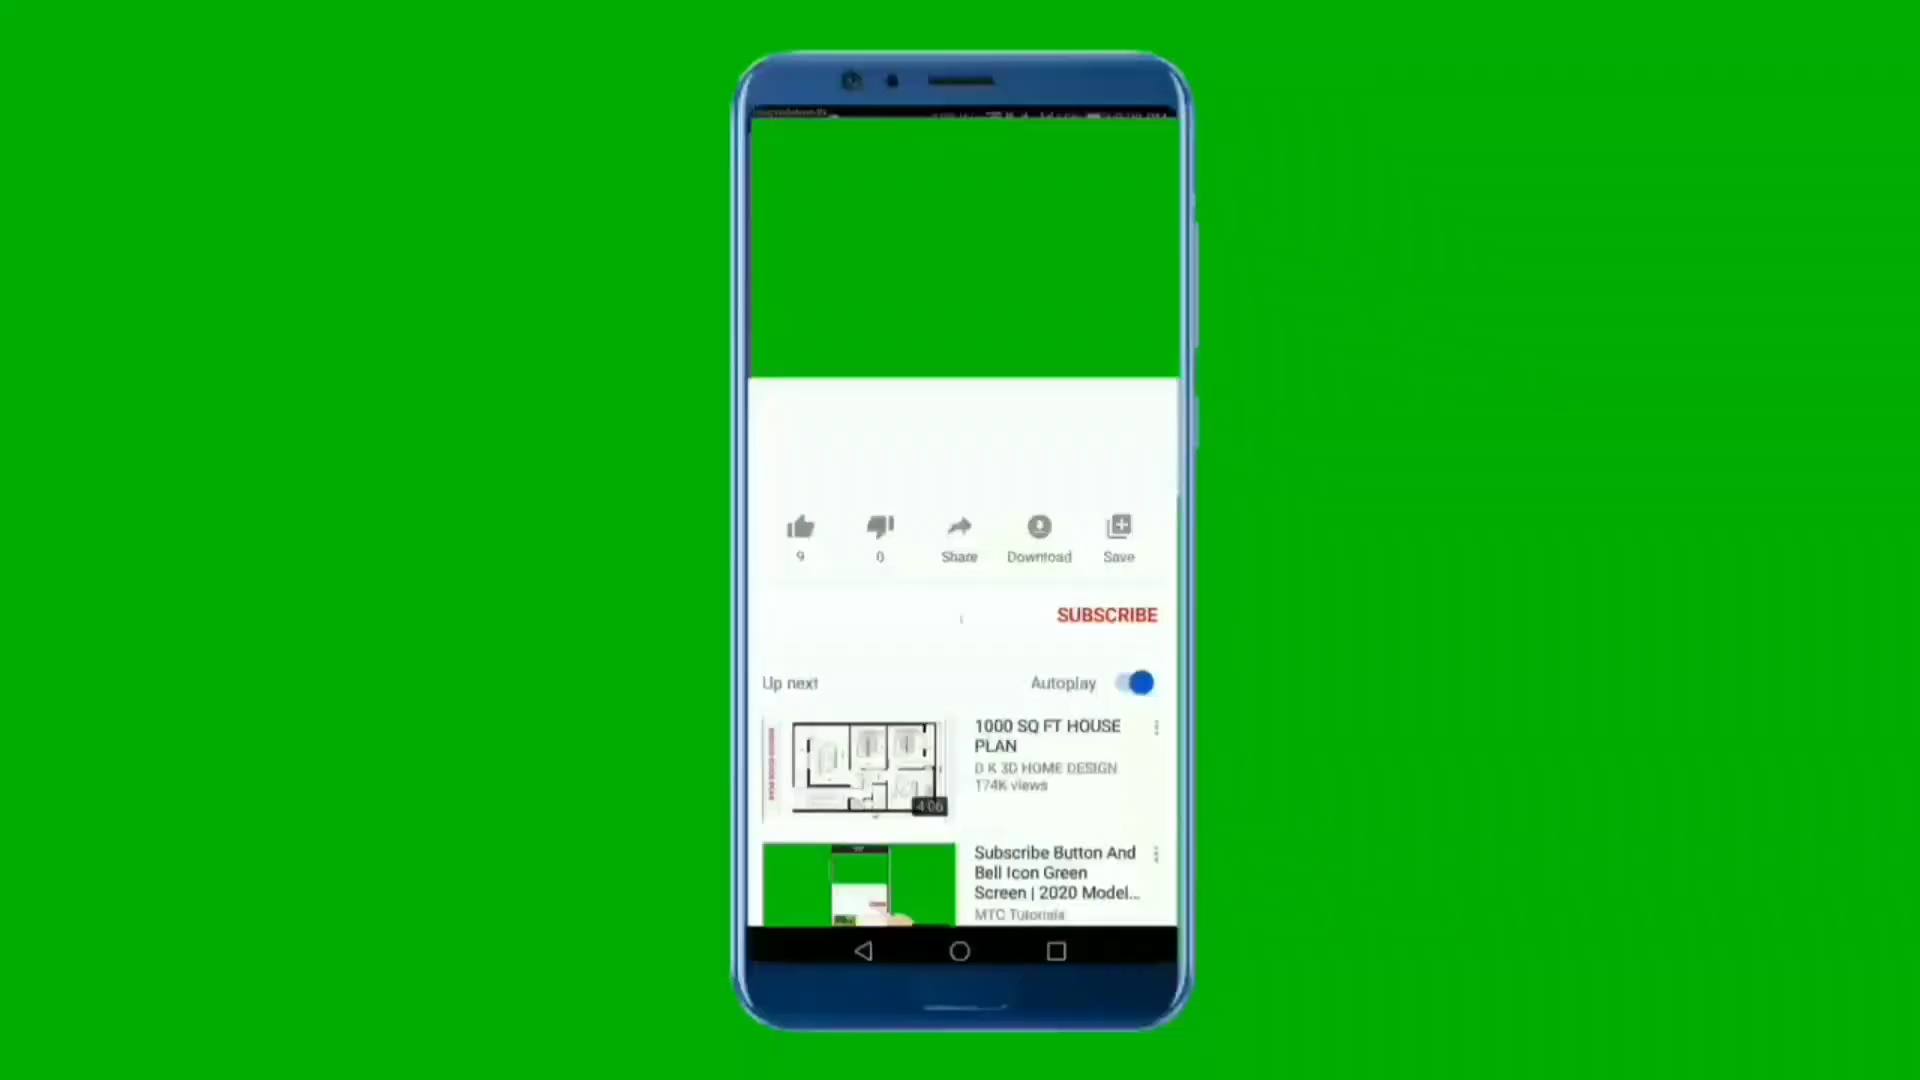 9
0
Share
Download
Save
SUBSCRIBE
Up next
Autoplay
1000 SQ FT HOUSE
PLAN
D K 3D HOME DESIGN
174K views
4:06
Subscribe Button And
Bell Icon Green
Screen | 2020 Model...
MTC Tutorials